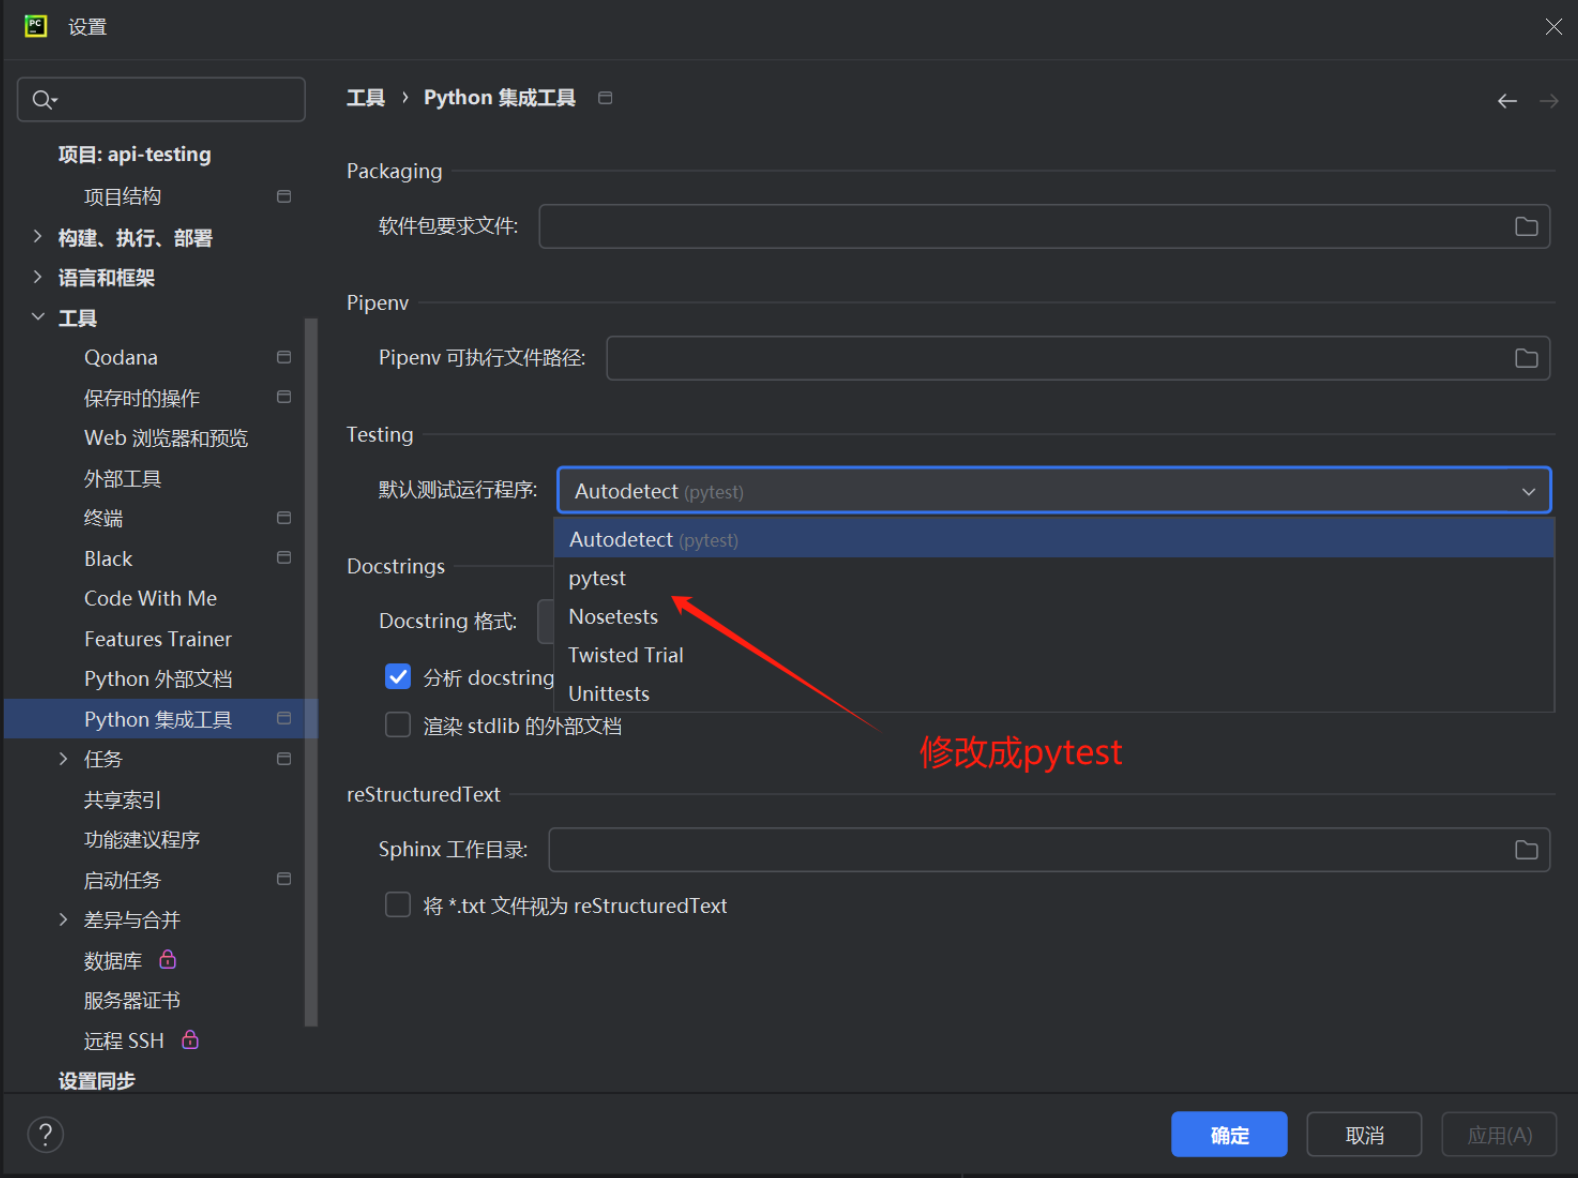 PC
设置
工具 › Python 集成工具
项目: api-testing
项目结构
构建、执行、部署
语言和框架
工具
Qodana
保存时的操作
Web 浏览器和预览
外部工具
终端
Black
Code With Me
Features Trainer
Python 外部文档
Python 集成工具
任务
共享索引
功能建议程序
启动任务
差异与合并
数据库
服务器证书
远程 SSH
设置同步
Packaging
软件包要求文件:
Pipenv
Pipenv 可执行文件路径:
Testing
默认测试运行程序: Autodetect (pytest)
Autodetect (pytest)
pytest
Nosetests
Twisted Trial
Unittests
Docstrings
Docstring 格式:
分析 docstring
渲染 stdlib 的外部文档
修改成pytest
reStructuredText
Sphinx 工作目录:
将 *.txt 文件视为 reStructuredText
?
确定
取消
应用(A)